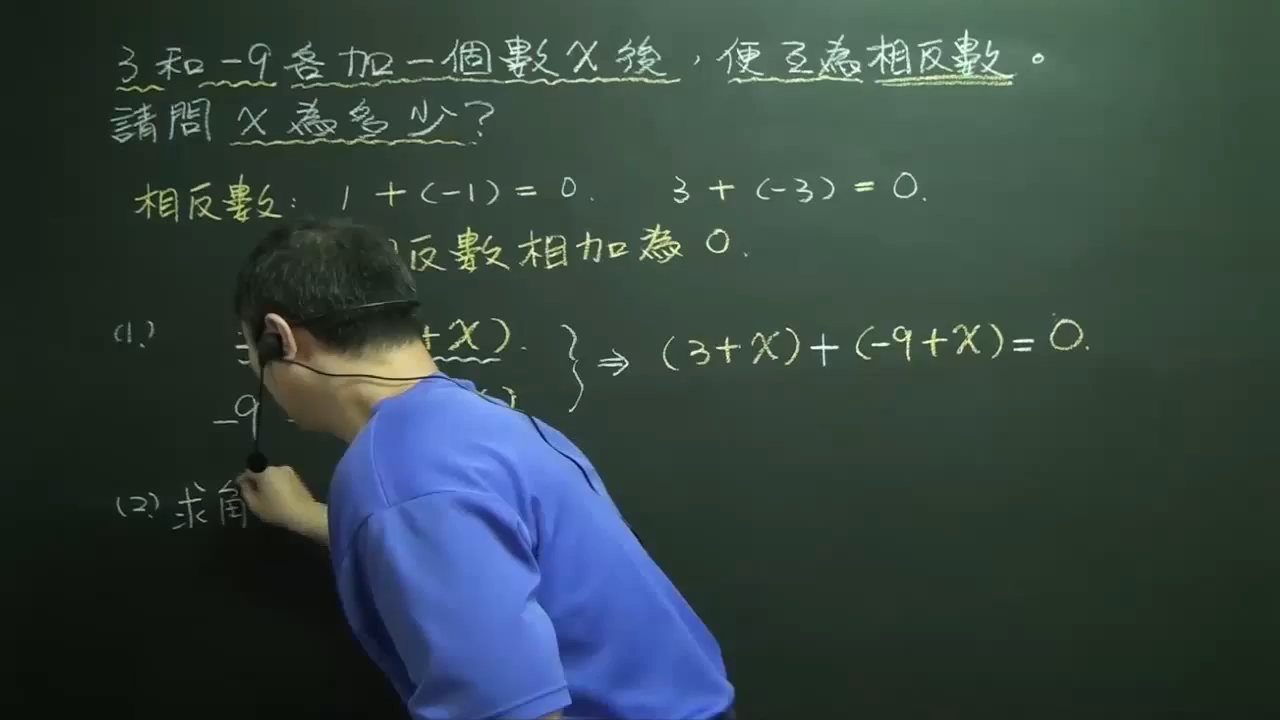 3和-9各加一個數X後，便互為相反數。
請問X為多少？
相反數： 1 + (-1) = 0. 3 + (-3) = 0.
反數相加為0.
(1) +X). } ⇒ (3+X)+(-9+X)=0.
-9
(2) 求